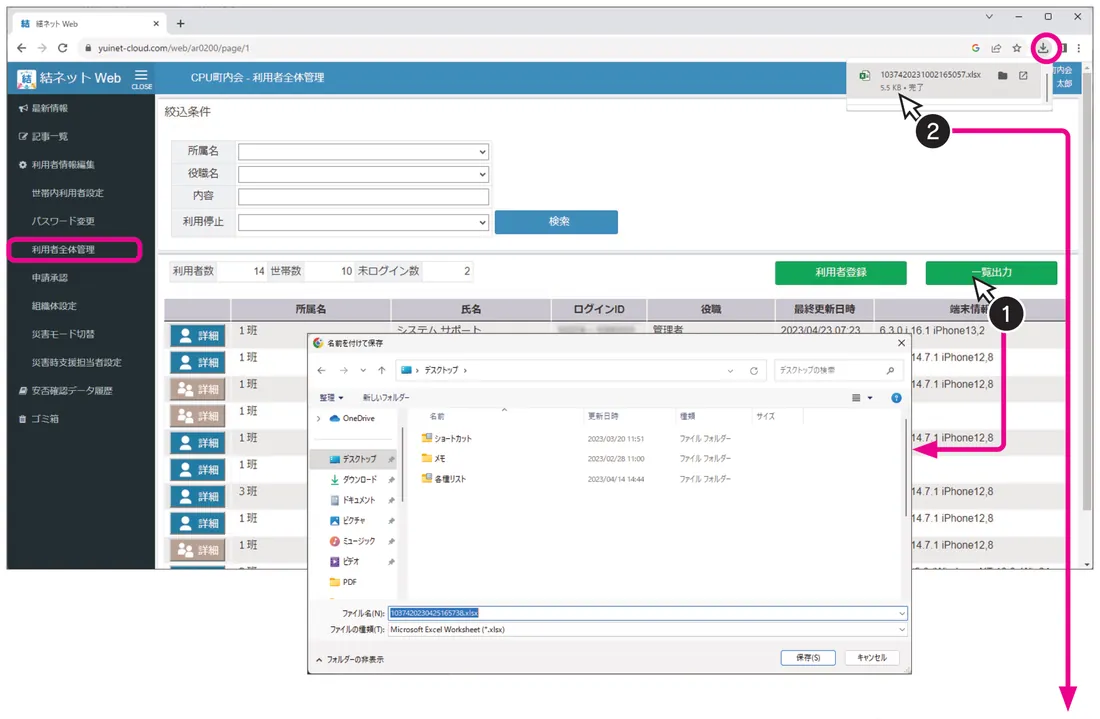 結ネット Web
yuinet-cloud.com/web/ar0200/page/1
結ネット Web
CLOSE
CPU町内会 - 利用者全体管理
町内会
太郎
10374202310021650​57.xlsx
5.5 KB • 完了
2
最新情報
記事一覧
利用者情報編集
世帯内利用者設定
パスワード変更
利用者全体管理
申請承認
組織体設定
災害モード切替
災害時支援担当者設定
安否確認データ履歴
ゴミ箱
絞込条件
所属名
役職名
内容
利用停止
検索
利用者数 14 世帯数 10 未ログイン数 2
利用者登録
一覧出力
1
所属名 氏名 ログインID 役職 最終更新日時 端末情報
詳細 1班 システム サポート 管理者 2023/04/23 07:23 6.3.0 i 16.1 iPhone13,2
詳細 1班 14.7.1 iPhone12,8
詳細 1班
詳細 1班
詳細 1班 14.7.1 iPhone12,8
詳細 1班
詳細 3班 14.7.1 iPhone12,8
詳細 1班 14.7.1 iPhone12,8
詳細 1班 14.7.1 iPhone12,8
名前を付けて保存
デスクトップ
デスクトップの検索
整理
新しいフォルダー
名前 更新日時 種類 サイズ
OneDrive
デスクトップ
ダウンロード
ドキュメント
ピクチャ
ミュージック
ビデオ
PDF
ショートカット 2023/03/20 11:51 ファイル フォルダー
メモ 2023/02/28 11:00 ファイル フォルダー
各種リスト 2023/04/14 14:44 ファイル フォルダー
ファイル名(N): 1037420230425165738.xlsx
ファイルの種類(T): Microsoft Excel Worksheet (*.xlsx)
フォルダーの非表示
保存(S)
キャンセル